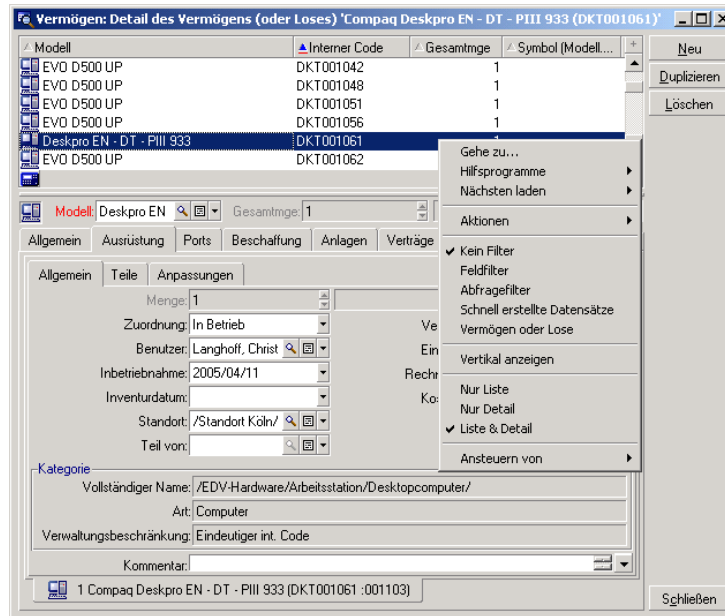 Vermögen: Detail des Vermögens (oder Loses) 'Compaq Deskpro EN - DT - PIII 933 (DKT001061)'
Modell Interner Code Gesamtmge Symbol (Modell....
EVO D500 UP DKT001042 1
EVO D500 UP DKT001048 1
EVO D500 UP DKT001051 1
EVO D500 UP DKT001056 1
Deskpro EN - DT - PIII 933 DKT001061
EVO D500 UP DKT001062
Neu
Duplizieren
Löschen
Gehe zu...
Hilfsprogramme
Nächsten laden
Aktionen
Kein Filter
Feldfilter
Abfragefilter
Schnell erstellte Datensätze
Vermögen oder Lose
Vertikal anzeigen
Nur Liste
Nur Detail
Liste & Detail
Ansteuern von
Modell: Deskpro EN Gesamtmge: 1
Allgemein Ausrüstung Ports Beschaffung Anlagen Verträge
Allgemein Teile Anpassungen
Menge: 1
Zuordnung: In Betrieb Ve
Benutzer: Langhoff, Christ Ein
Inbetriebnahme: 2005/04/11 Rechr
Inventurdatum: Ko
Standort: /Standort Köln/
Teil von:
Kategorie
Vollständiger Name: /EDV-Hardware/Arbeitsstation/Desktopcomputer/
Art: Computer
Verwaltungsbeschränkung: Eindeutiger int. Code
Kommentar:
1 Compaq Deskpro EN - DT - PIII 933 (DKT001061 :001103)
Schließen